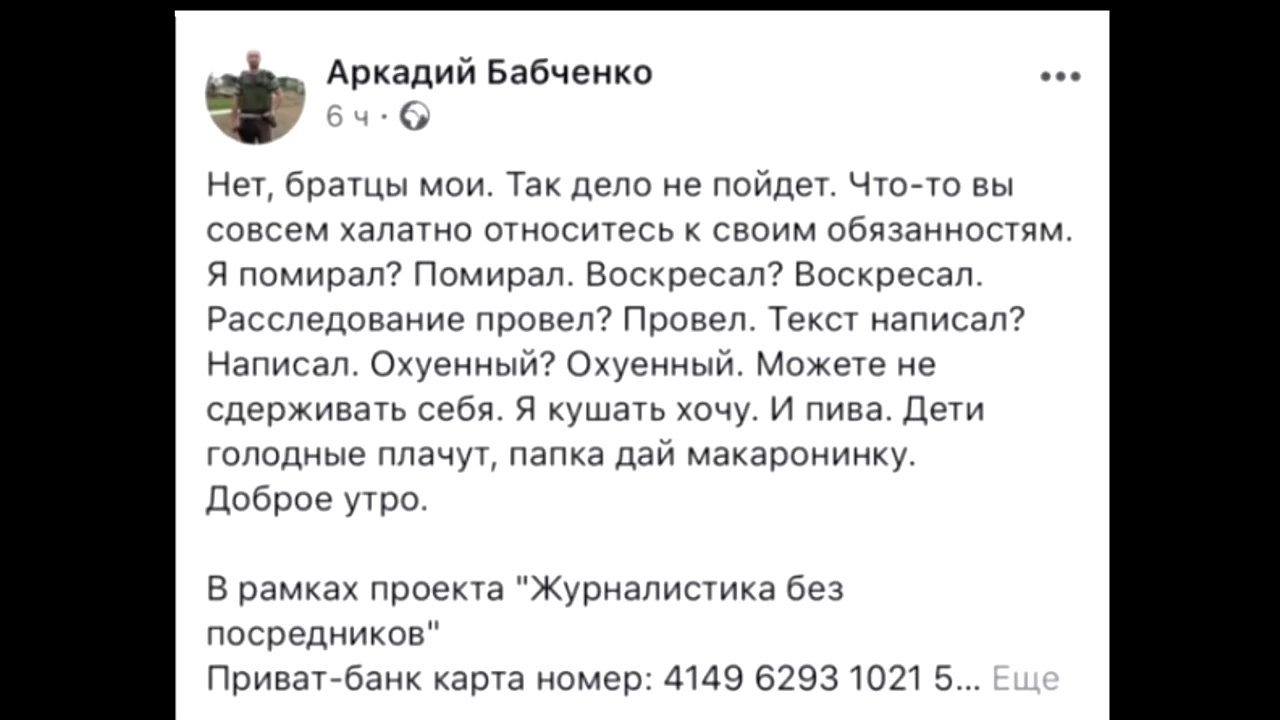 Аркадий Бабченко
6 ч ·
Нет, братцы мои. Так дело не пойдет. Что-то вы
совсем халатно относитесь к своим обязанностям.
Я помирал? Помирал. Воскресал? Воскресал.
Расследование провел? Провел. Текст написал?
Написал. Охуенный? Охуенный. Можете не
сдерживать себя. Я кушать хочу. И пива. Дети
голодные плачут, папка дай макаронинку.
Доброе утро.
В рамках проекта "Журналистика без
посредников"
Приват-банк карта номер: 4149 6293 1021 5... Еще